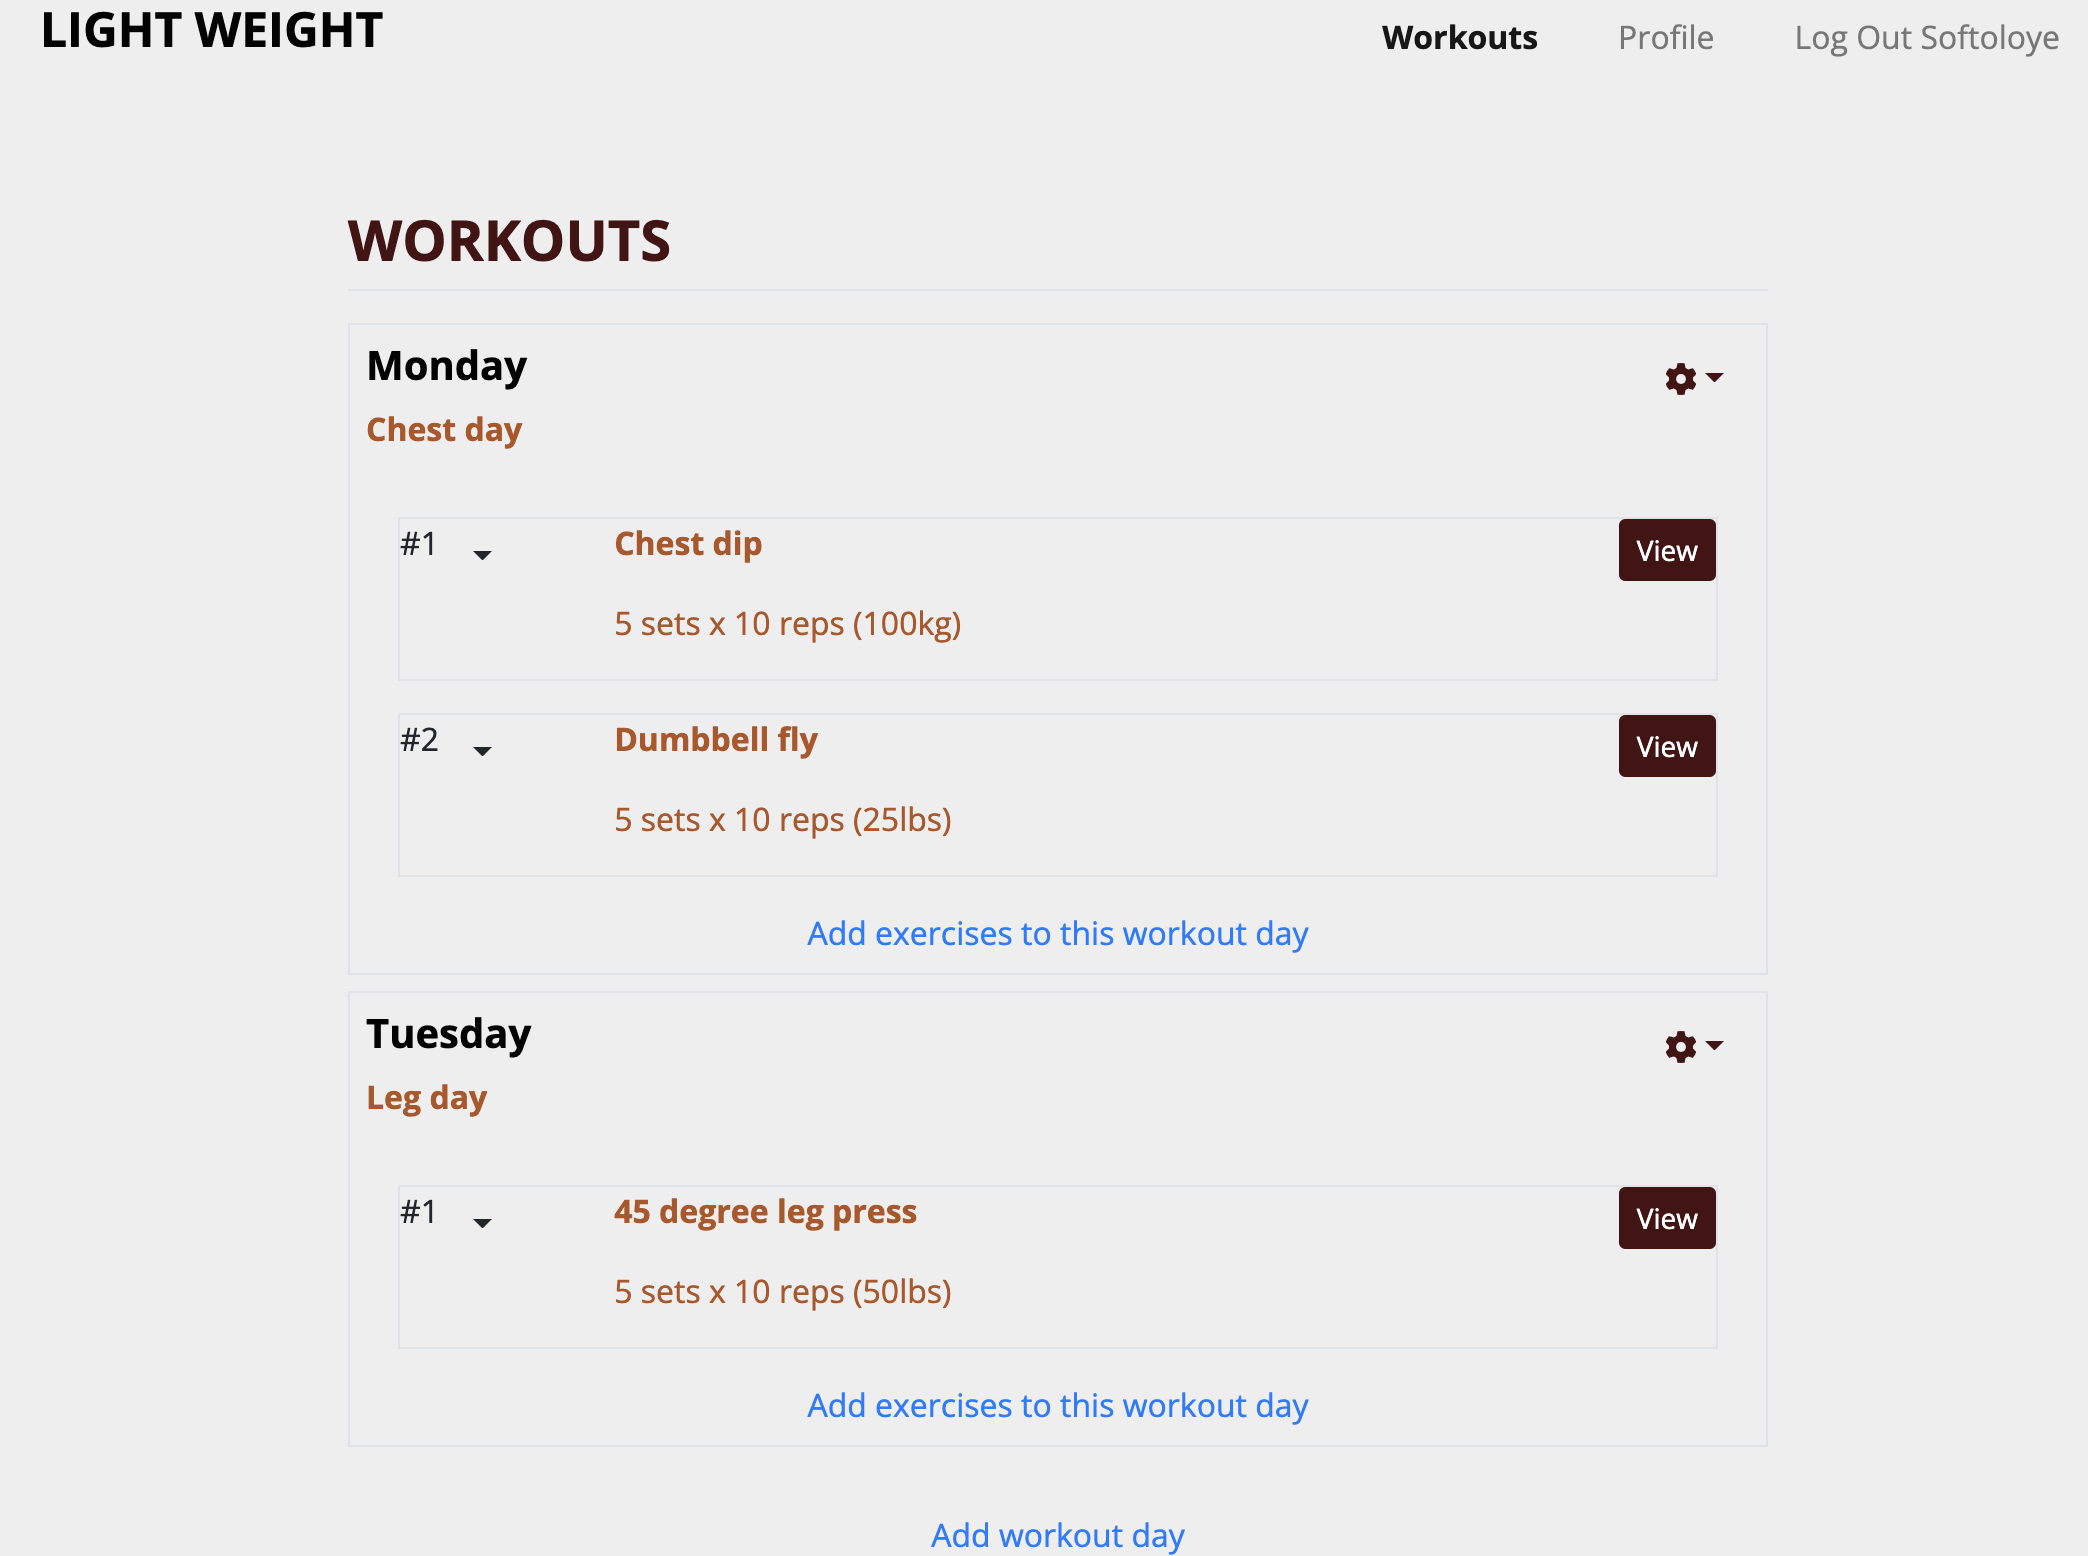 LIGHT WEIGHT
Workouts Profile Log Out Softoloye
WORKOUTS
Monday
Chest day
#1 Chest dip View
5 sets x 10 reps (100kg)
#2 Dumbbell fly View
5 sets x 10 reps (25lbs)
Add exercises to this workout day
Tuesday
Leg day
#1 45 degree leg press View
5 sets x 10 reps (50lbs)
Add exercises to this workout day
Add workout day